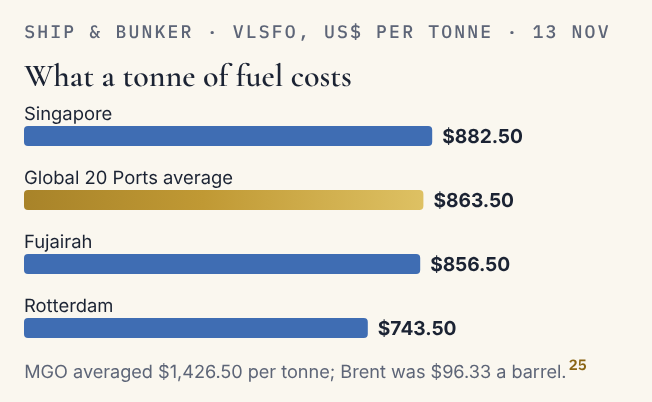 SHIP & BUNKER · VLSFO, US$ PER TONNE · 13 NOV
What a tonne of fuel costs
Singapore
$882.50
Global 20 Ports average
$863.50
Fujairah
$856.50
Rotterdam
$743.50
MGO averaged $1,426.50 per tonne; Brent was $96.33 a barrel.25